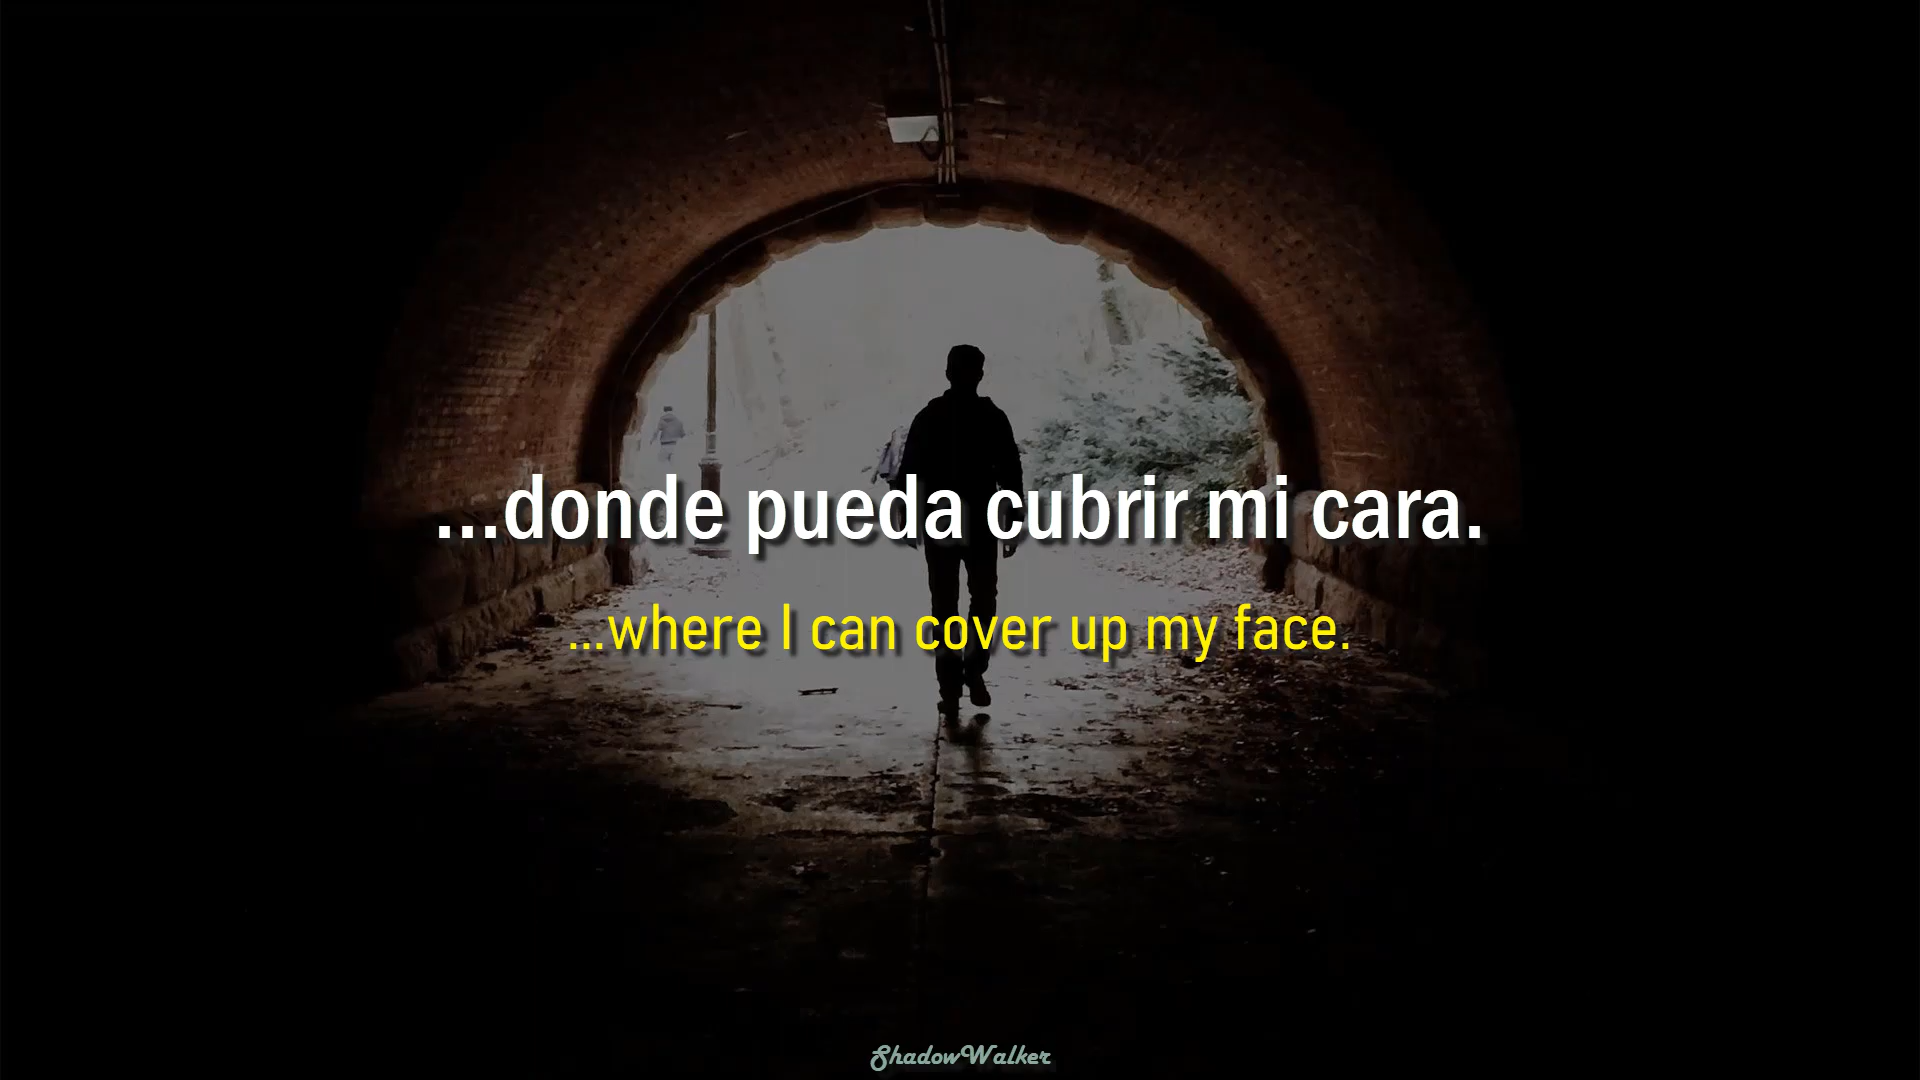 ...donde pueda cubrir mi cara.
...where I can cover up my face.
ShadowWalker